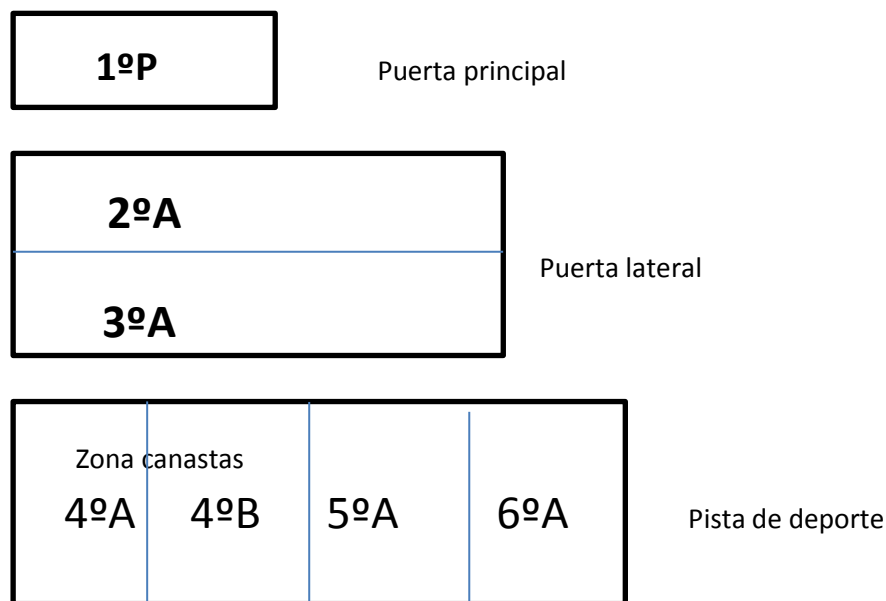 1ºP
Puerta principal
2ºA
Puerta lateral
3ºA
Zona canastas
4ºA 4ºB 5ºA 6ºA
Pista de deporte